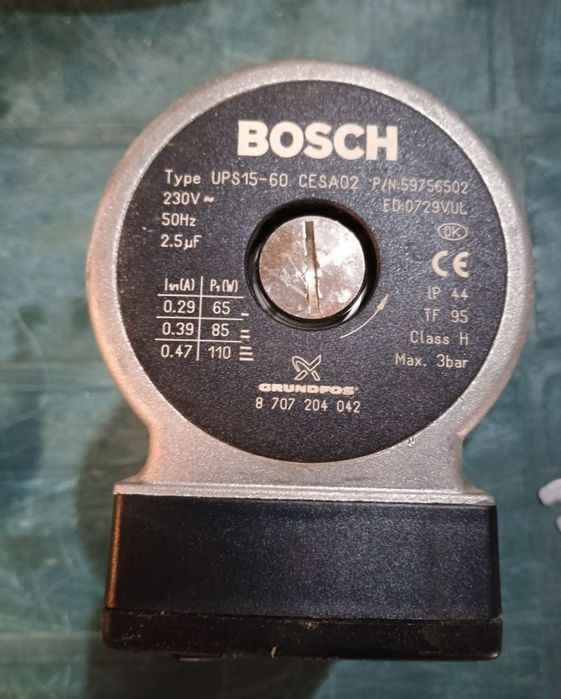 BOSCH
Type UPS15-60 CESAO2 P/N:59756502
230V~ ED:0729VUL
50Hz DK
2.5µF CE
I1/1(A) P1(W) IP 44
0.29 65 TF 95
0.39 85 Class H
0.47 110 Max. 3bar
GRUNDFOS
8 707 204 042